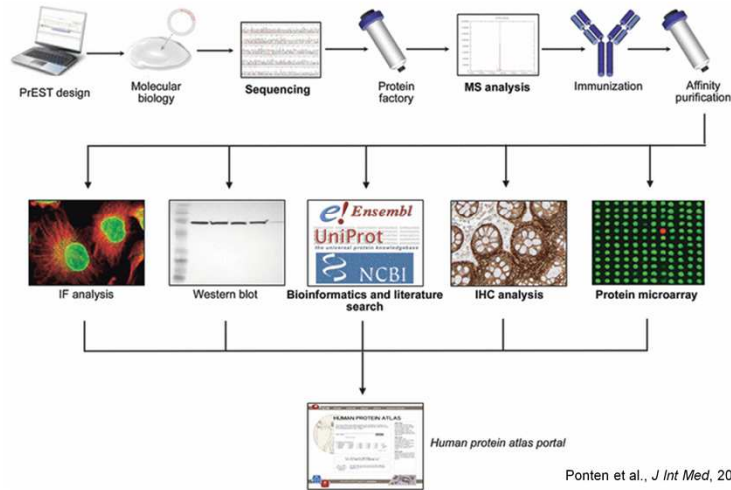 PrEST design
Molecular
biology
Sequencing
Protein
factory
MS analysis
Immunization
Affinity
purification
e! Ensembl
UniProt
the universal protein knowledgebase
NCBI
IF analysis
Western blot
Bioinformatics and literature
search
IHC analysis
Protein microarray
HUMAN PROTEIN ATLAS
Human protein atlas portal
Ponten et al., J Int Med, 20